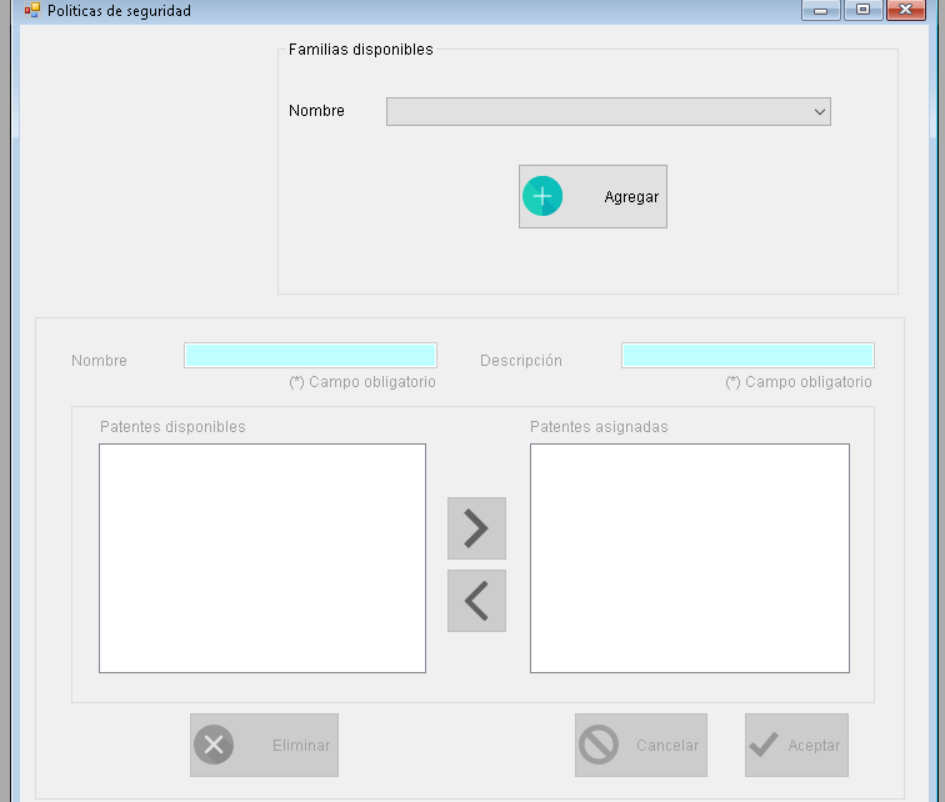 Politicas de seguridad
Familias disponibles
Nombre
Agregar
Nombre
Descripción
(*) Campo obligatorio
(*) Campo obligatorio
Patentes disponibles
Patentes asignadas
Eliminar
Cancelar
Aceptar